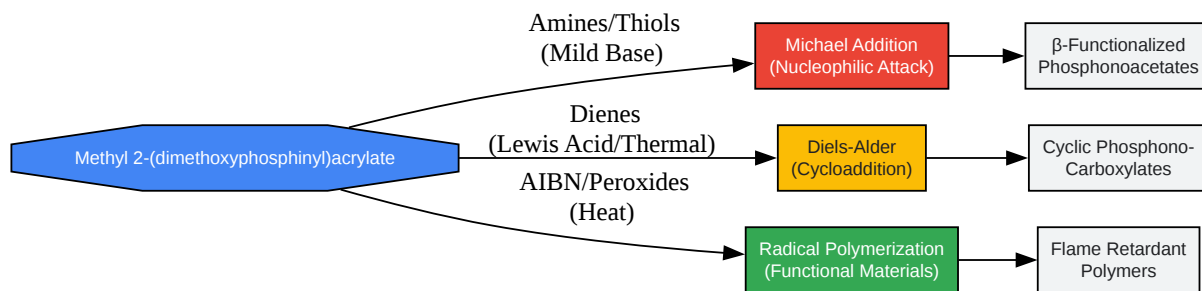 Methyl 2-(dimethoxyphosphinyl)acrylate
Amines/Thiols
(Mild Base)
Michael Addition
(Nucleophilic Attack)
β-Functionalized
Phosphonoacetates
Dienes
(Lewis Acid/Thermal)
Diels-Alder
(Cycloaddition)
Cyclic Phosphono-
Carboxylates
AIBN/Peroxides
(Heat)
Radical Polymerization
(Functional Materials)
Flame Retardant
Polymers